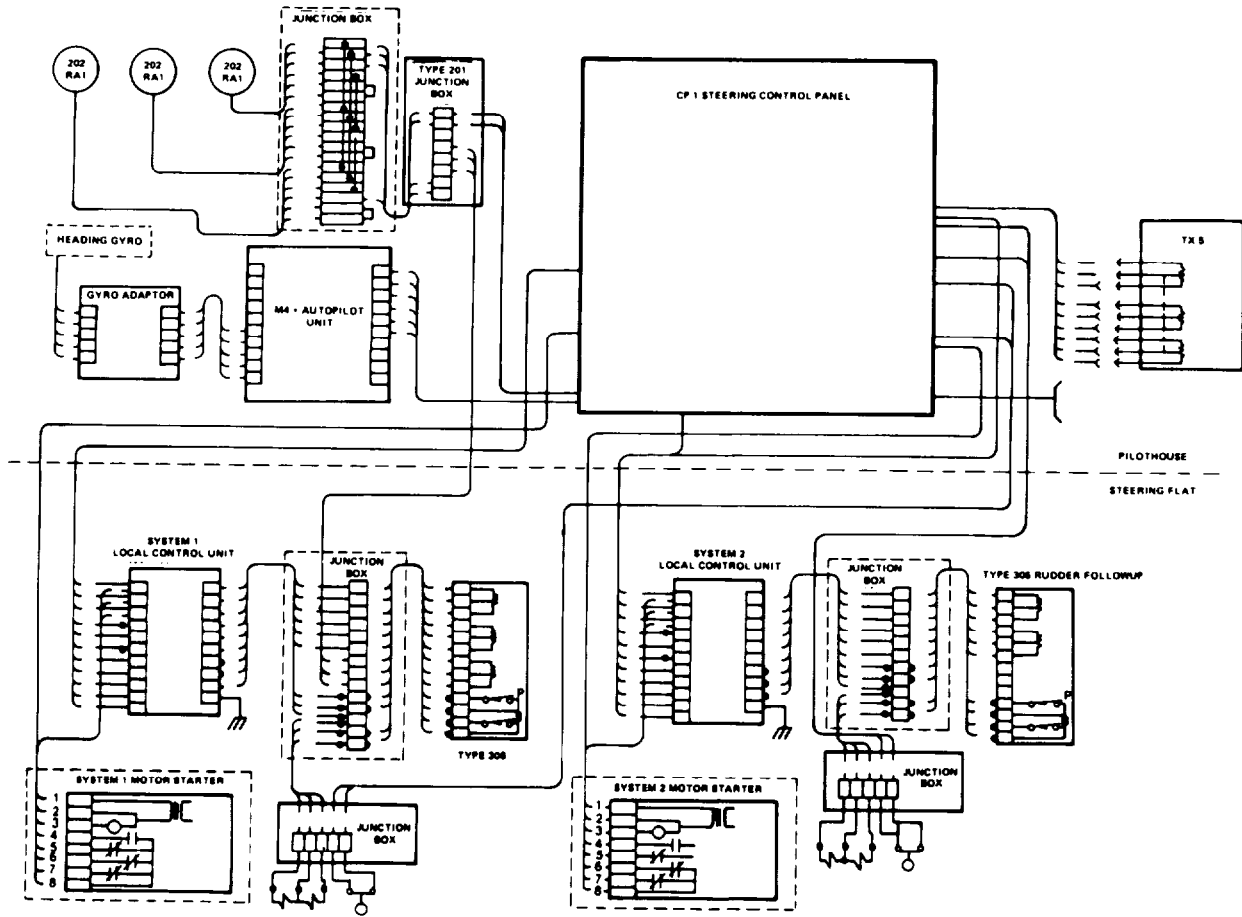 JUNCTION BOX
202
RA1
202
RA1
202
RA1
TYPE 201
JUNCTION
BOX
CP 1 STEERING CONTROL PANEL
TX 5
HEADING GYRO
GYRO ADAPTOR
M4 • AUTOPILOT
UNIT
PILOTHOUSE
STEERING FLAT
SYSTEM 1
LOCAL CONTROL UNIT
JUNCTION
BOX
P
TYPE 306
SYSTEM 2
LOCAL CONTROL UNIT
JUNCTION
BOX
TYPE 306 RUDDER FOLLOWUP
P
SYSTEM 1 MOTOR STARTER
1
2
3
4
5
6
7
8
JUNCTION
BOX
SYSTEM 2 MOTOR STARTER
1
2
3
4
5
6
7
8
JUNCTION
BOX